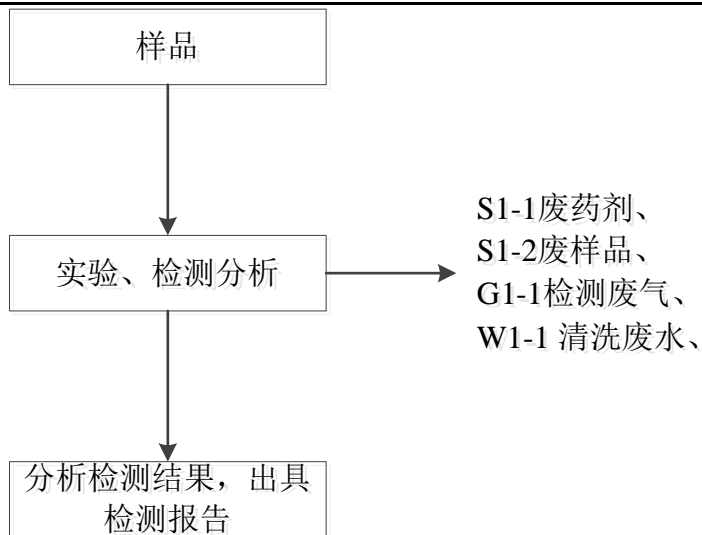 样品
实验、检测分析
S1-1废药剂、
S1-2废样品、
G1-1检测废气、
W1-1 清洗废水、
分析检测结果，出具
检测报告